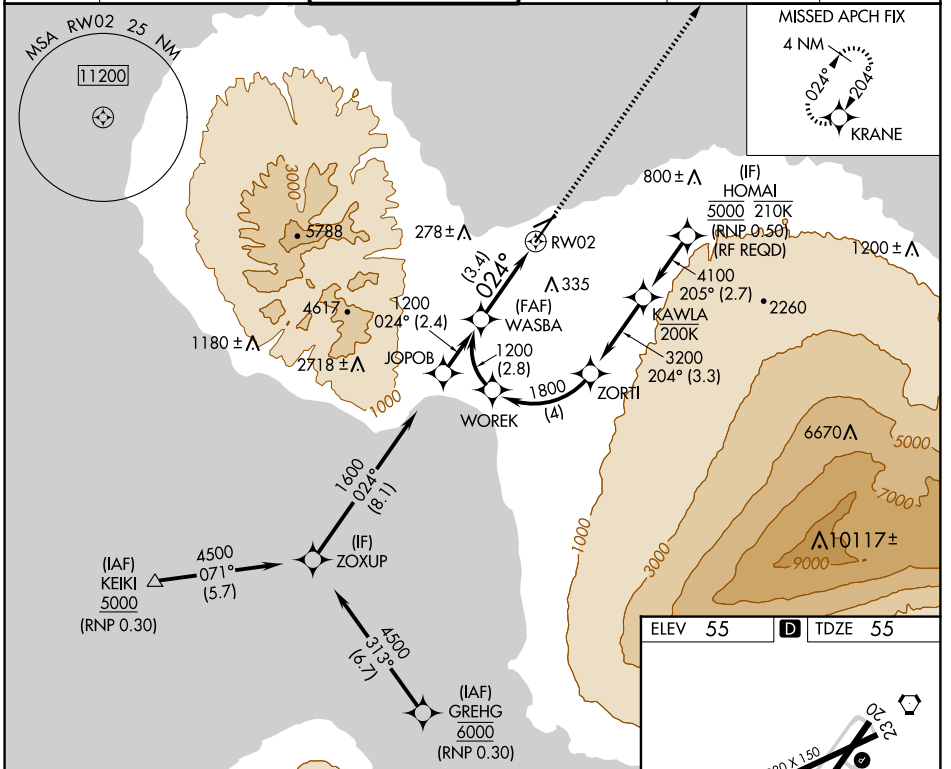 MSA RW02 25 NM
11200
MISSED APCH FIX
4 NM
024°
204°
KRANE
3000
5788
4617
278±
1180±
2718±
1000
800±
(IF)
HOMAI
5000 210K
(RNP 0.50)
(RF REQD)
1200±
RW02
(3.4)
024°
335
4100
205° (2.7)
2260
1200
024° (2.4)
(FAF)
WASBA
KAWLA
200K
JOPOB
1200
(2.8)
3200
204° (3.3)
1800
(4)
ZORTI
WOREK
6670
5000
7000
1600
024°
(8.1)
10117±
9000
1000
3000
(IF)
ZOXUP
(IAF)
KEIKI
5000
(RNP 0.30)
4500
071°
(5.7)
4500
313°
(6.7)
(IAF)
GREHG
6000
(RNP 0.30)
ELEV 55
D
TDZE 55
20
23
X 150
P